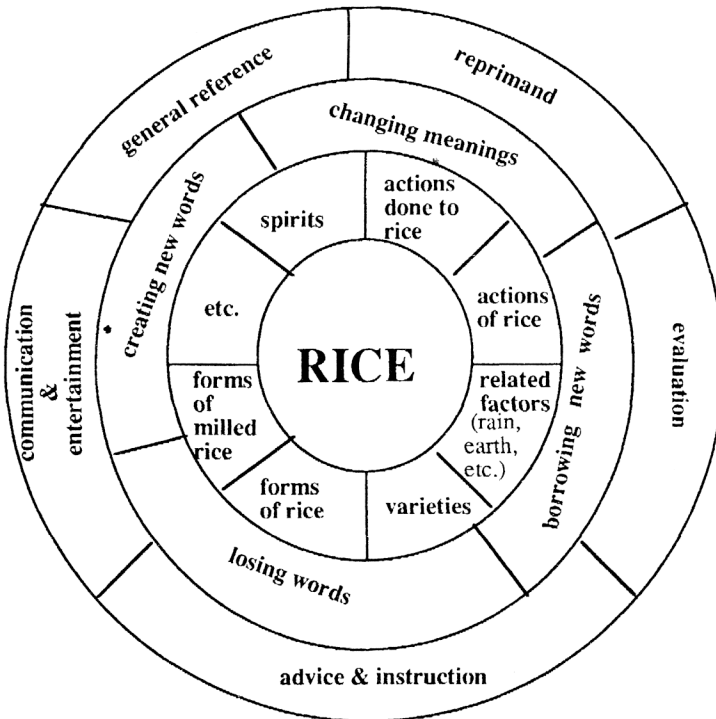 general reference
reprimand
changing meanings
creating new words
spirits
actions
done to
rice
etc.
RICE
actions
of rice
related
factors
(rain,
earth,
etc.)
borrowing new words
evaluation
communication
&
entertainment
forms
of
milled
rice
forms
of rice
varieties
losing words
advice & instruction